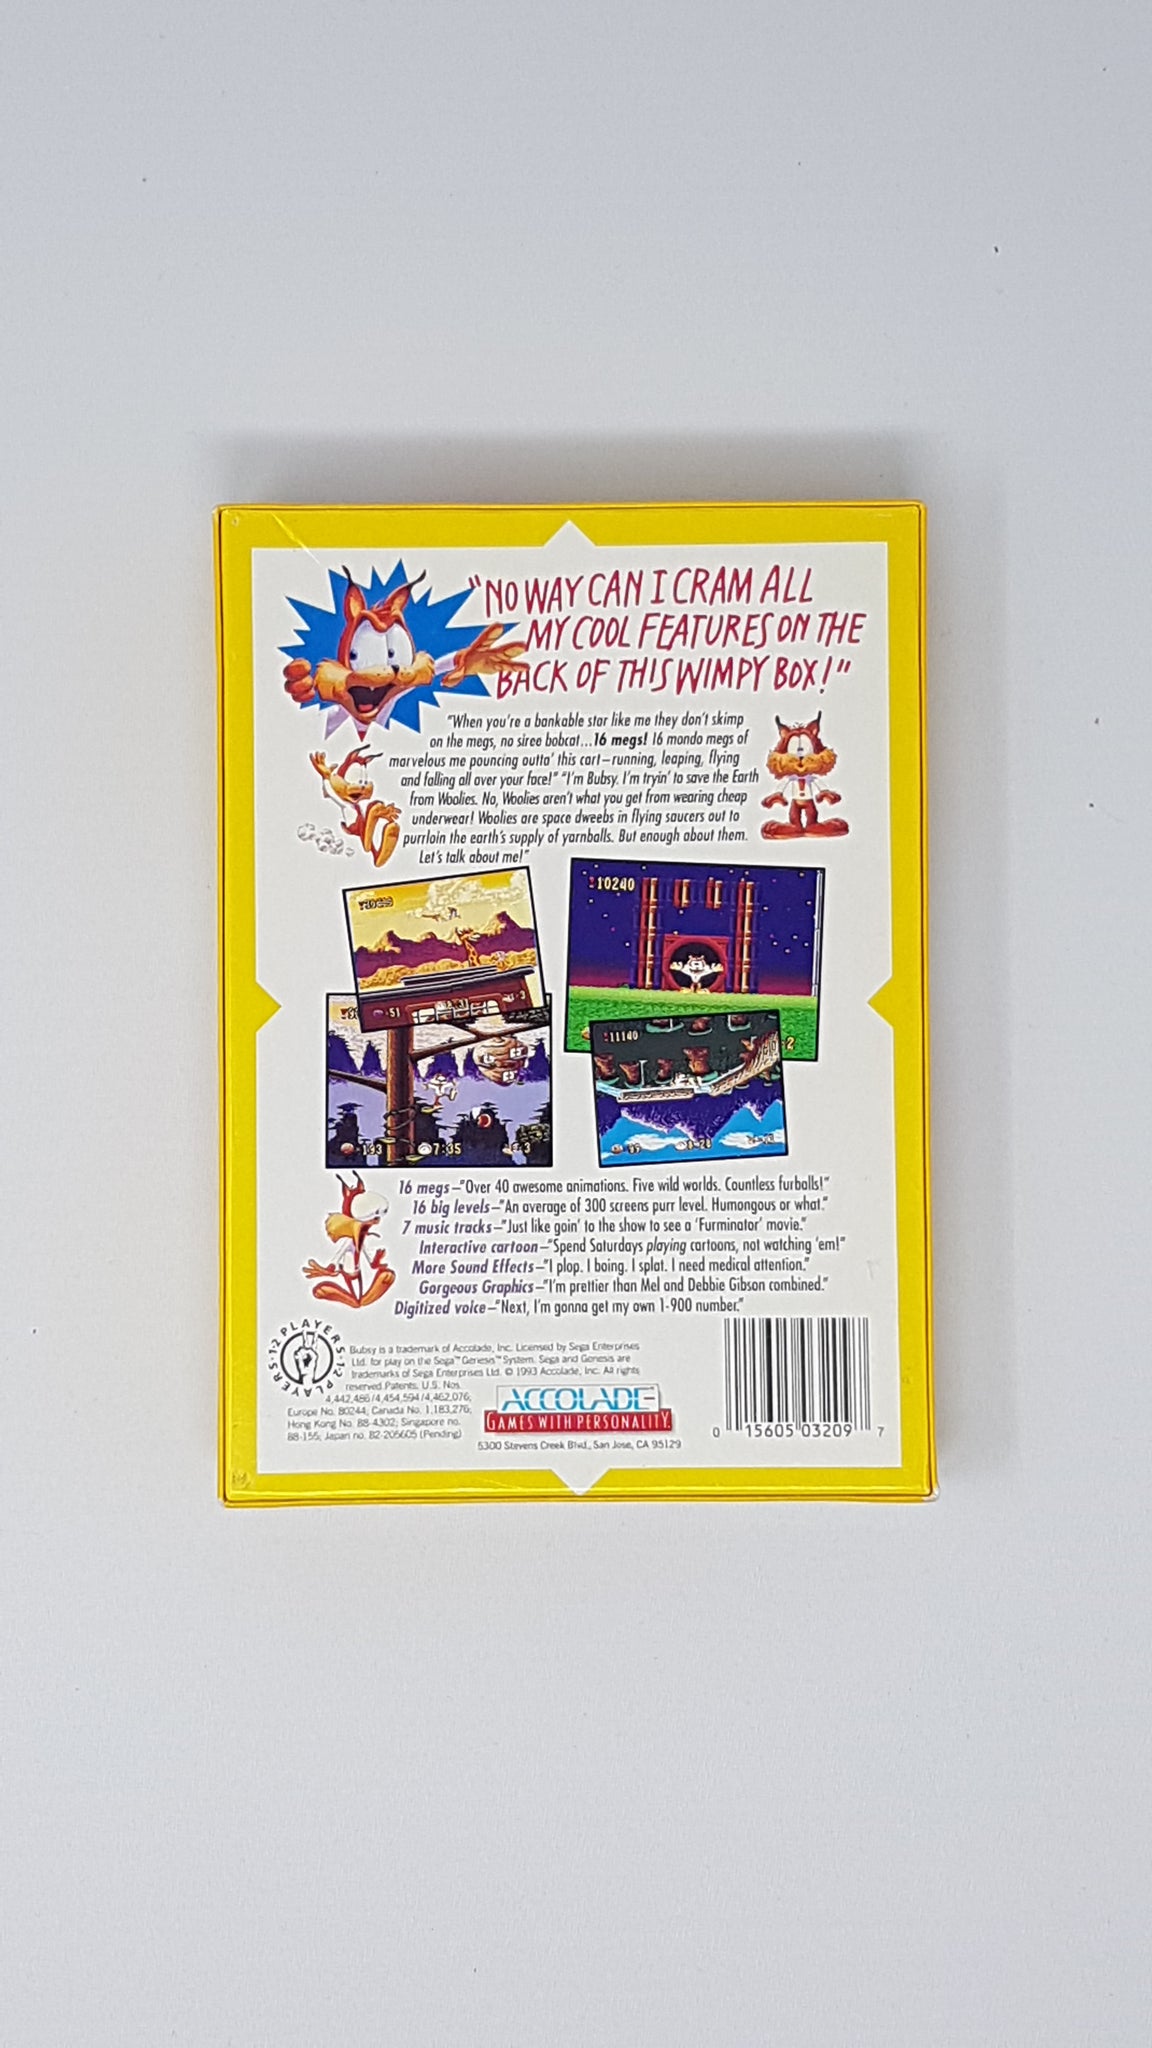 "NO WAY CAN I CRAM ALL
MY COOL FEATURES ON THE
BACK OF THIS WIMPY BOX!"
"When you're a bankable star like me they don't skimp
on the megs, no siree bobcat...16 megs! 16 mondo megs of
marvelous me pouncing outta' this cart–running, leaping, flying
and falling all over your face!" "I'm Bubsy. I'm tryin' to save the Earth
from Woolies. No, Woolies aren't what you get from wearing cheap
underwear! Woolies are space dweebs in flying saucers out to
purrloin the earth's supply of yarnballs. But enough about them.
Let's talk about me!"
10240
51
3
11140
2
193
7:35
3
16 megs–"Over 40 awesome animations. Five wild worlds. Countless furballs!"
16 big levels–"An average of 300 screens purr level. Humongous or what."
7 music tracks–"Just like goin' to the show to see a 'Furminator' movie."
Interactive cartoon–"Spend Saturdays playing cartoons, not watching 'em!"
More Sound Effects–"I plop. I boing. I splat. I need medical attention."
Gorgeous Graphics–"I'm prettier than Mel and Debbie Gibson combined."
Digitized voice–"Next, I'm gonna get my own 1-900 number."
1-2 PLAYERS·1-2 PLAYERS·
Bubsy is a trademark of Accolade, Inc. Licensed by Sega Enterprises
Ltd. for play on the Sega™ Genesis™ System. Sega and Genesis are
trademarks of Sega Enterprises Ltd. © 1993 Accolade, Inc. All rights
reserved. Patents: U.S. Nos.
4,442,486/4,454,594/4,462,076;
Europe No. 80244; Canada No. 1,183,276;
Hong Kong No. 88-4302; Singapore no.
88-155; Japan no. 82-205605 (Pending)
ACCOLADE
GAMES WITH PERSONALITY.
5300 Stevens Creek Blvd., San Jose, CA 95129
0 15605 03209 7